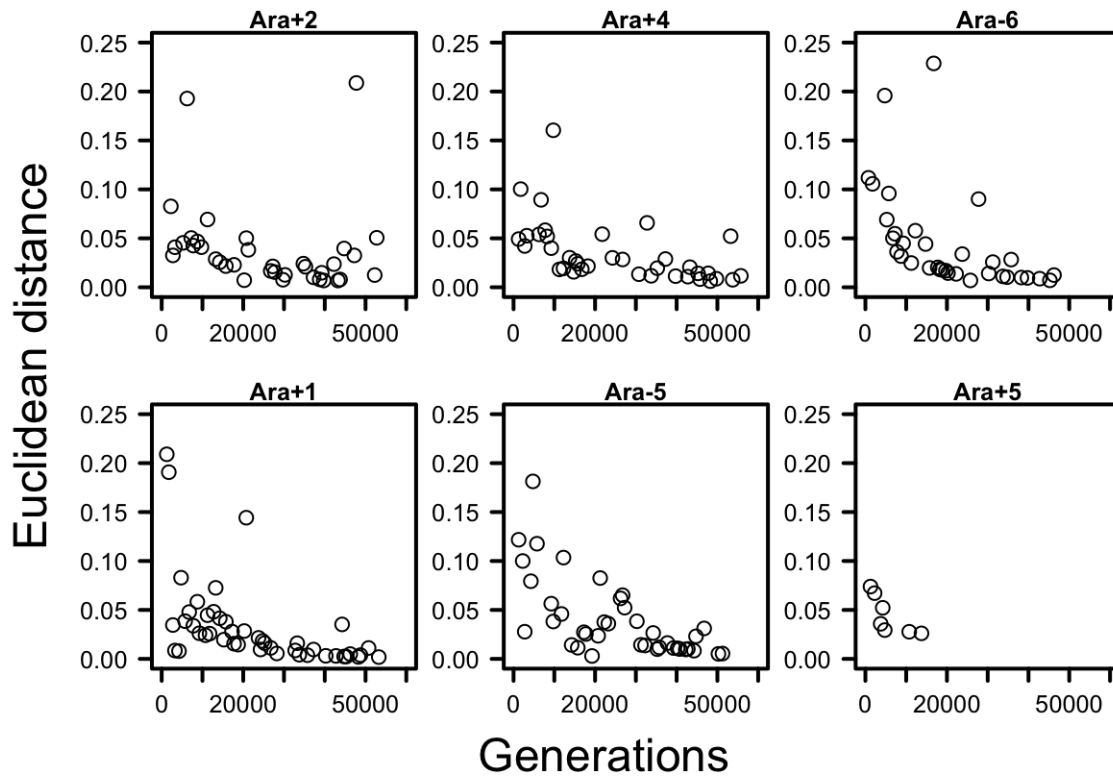 Ara+2 Ara+4 Ara-6
0.25 0.25 0.25
0.20 0.20 0.20
0.15 0.15 0.15
0.10 0.10 0.10
0.05 0.05 0.05
0.00 0.00 0.00
0 20000 50000 0 20000 50000 0 20000 50000
Euclidean distance
Ara+1 Ara-5 Ara+5
0.25 0.25 0.25
0.20 0.20 0.20
0.15 0.15 0.15
0.10 0.10 0.10
0.05 0.05 0.05
0.00 0.00 0.00
0 20000 50000 0 20000 50000 0 20000 50000
Generations